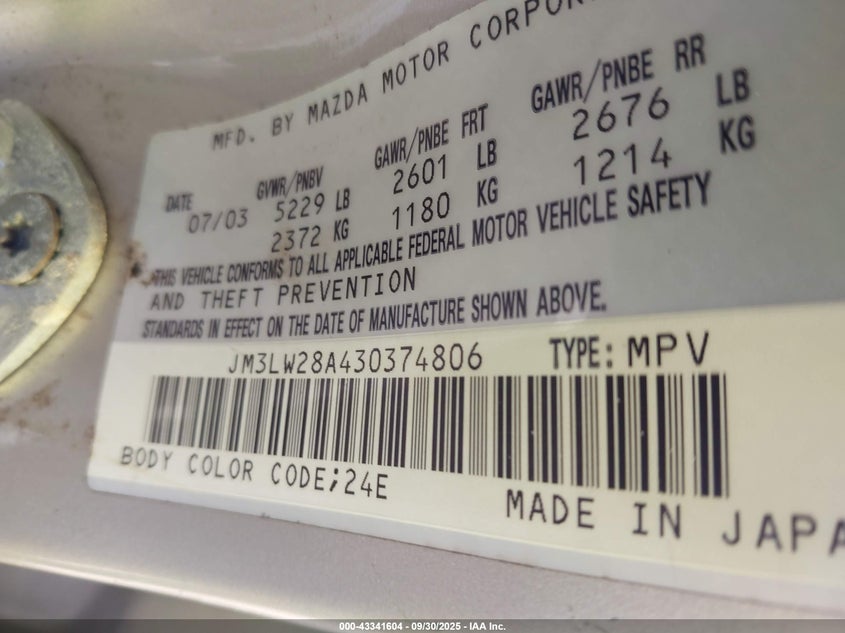 MFD. BY MAZDA MOTOR
DATE GVWR/PNBV GAWR/PNBE FRT GAWR/PNBE RR
07/03 5229 LB 2601 LB 2676 LB
2372 KG 1180 KG 1214 KG
THIS VEHICLE CONFORMS TO ALL APPLICABLE FEDERAL MOTOR VEHICLE SAFETY
AND THEFT PREVENTION
STANDARDS IN EFFECT ON THE DATE OF MANUFACTURE SHOWN ABOVE.
JM3LW28A430374806 TYPE: MPV
BODY COLOR CODE;24E
MADE IN JAPA
000-43341604 - 09/30/2025 - IAA Inc.